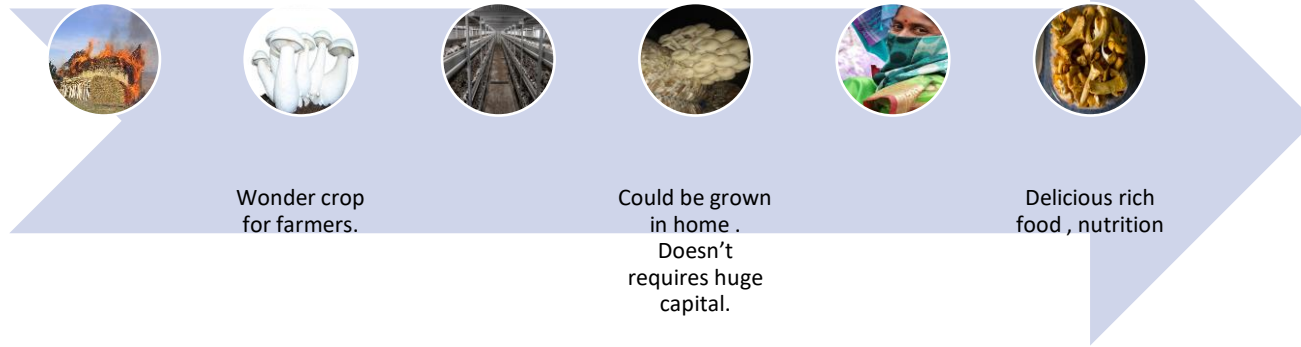 Wonder crop
for farmers.
Could be grown
in home .
Doesn’t
requires huge
capital.
Delicious rich
food , nutrition